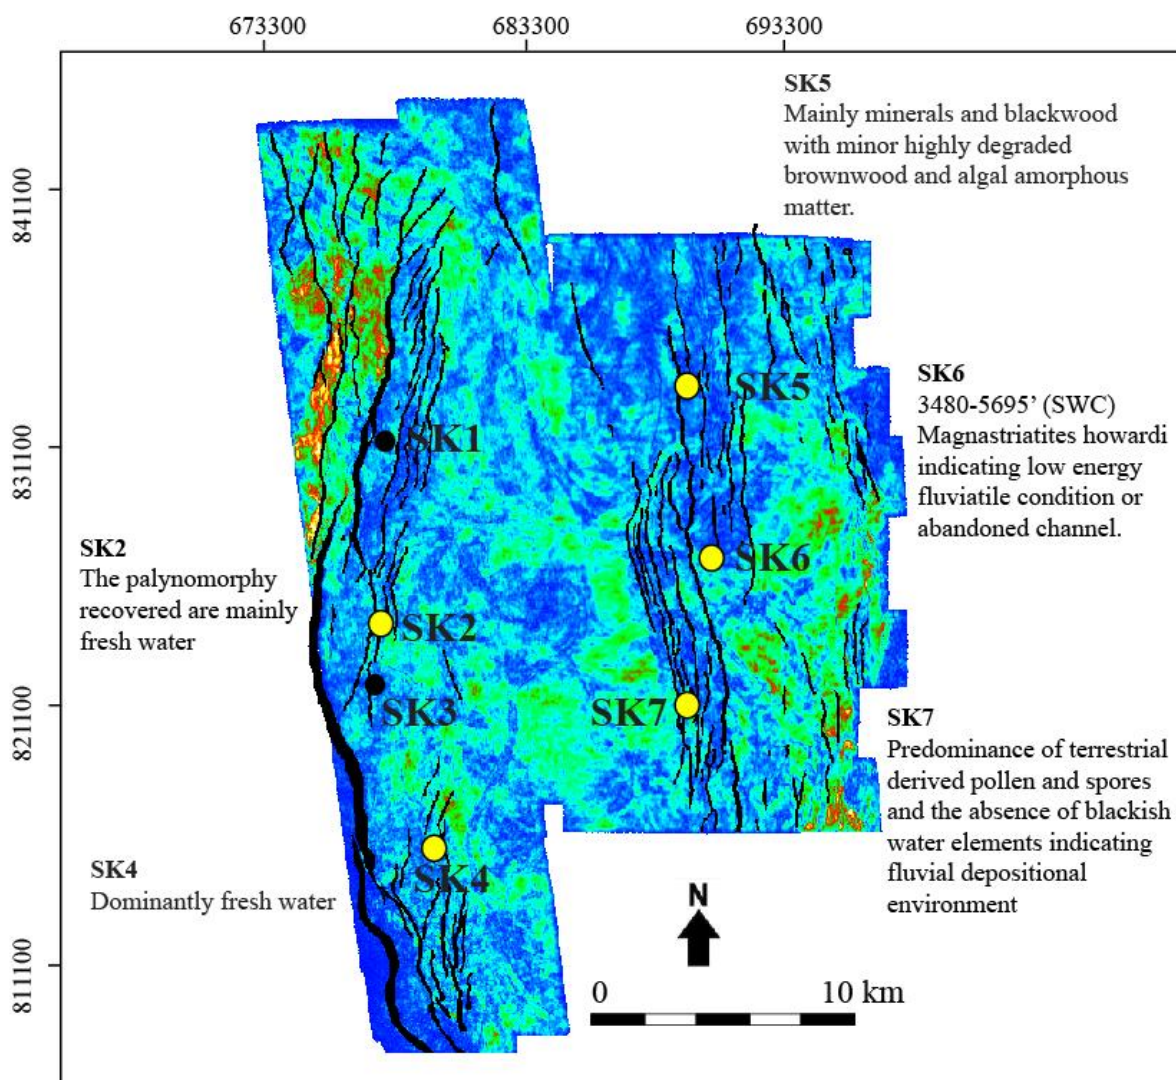 673300
683300
693300
SK5
Mainly minerals and blackwood
with minor highly degraded
brownwood and algal amorphous
matter.
841100
SK5
SK6
3480-5695' (SWC)
Magnastriatites howardi
indicating low energy
fluviatile condition or
abandoned channel.
SK1
831100
SK6
SK2
The palynomorphy
recovered are mainly
fresh water
SK2
SK3
SK7
821100
SK7
Predominance of terrestrial
derived pollen and spores
and the absence of blackish
water elements indicating
fluvial depositional
environment
SK4
Dominantly fresh water
SK4
N
811100
0 10 km